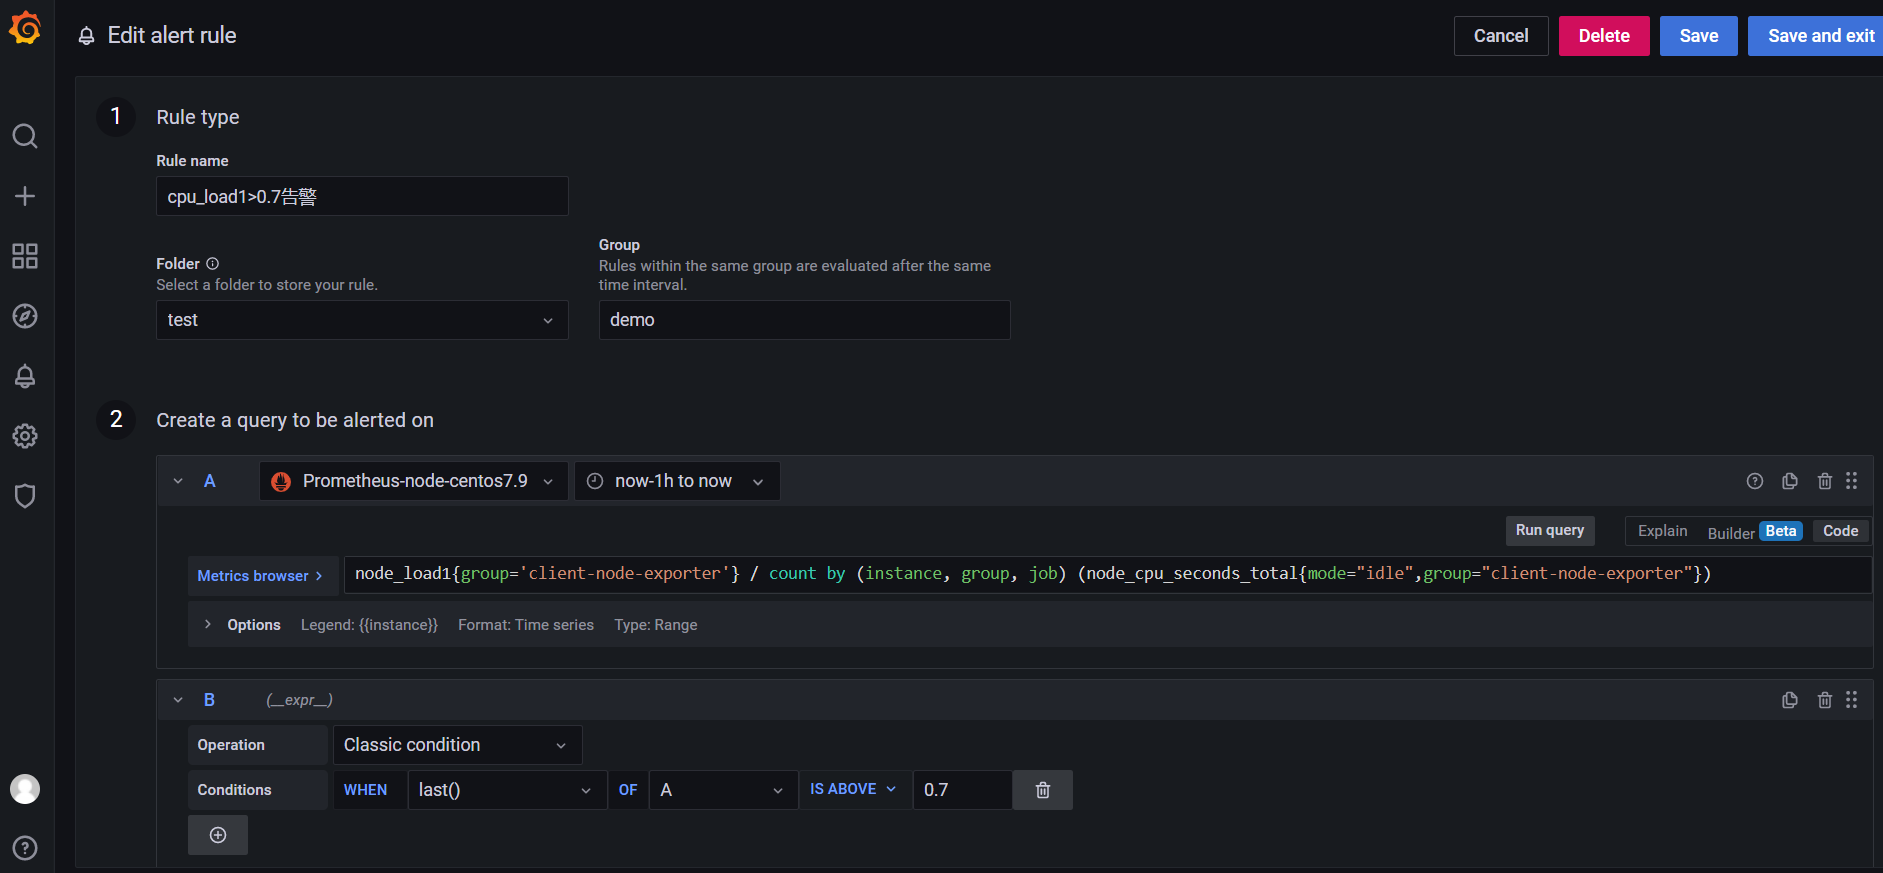 Edit alert rule
Cancel
Delete
Save
Save and exit
1
Rule type
Rule name
cpu_load1>0.7告警
Folder
Select a folder to store your rule.
test
Group
Rules within the same group are evaluated after the same
time interval.
demo
2
Create a query to be alerted on
A
Prometheus-node-centos7.9
now-1h to now
Run query
Explain
Builder Beta
Code
Metrics browser >
node_load1{group='client-node-exporter'} / count by (instance, group, job) (node_cpu_seconds_total{mode="idle",group="client-node-exporter"})
Options Legend: {{instance}} Format: Time series Type: Range
B
(__expr__)
Operation
Classic condition
Conditions
WHEN
last()
OF
A
IS ABOVE
0.7